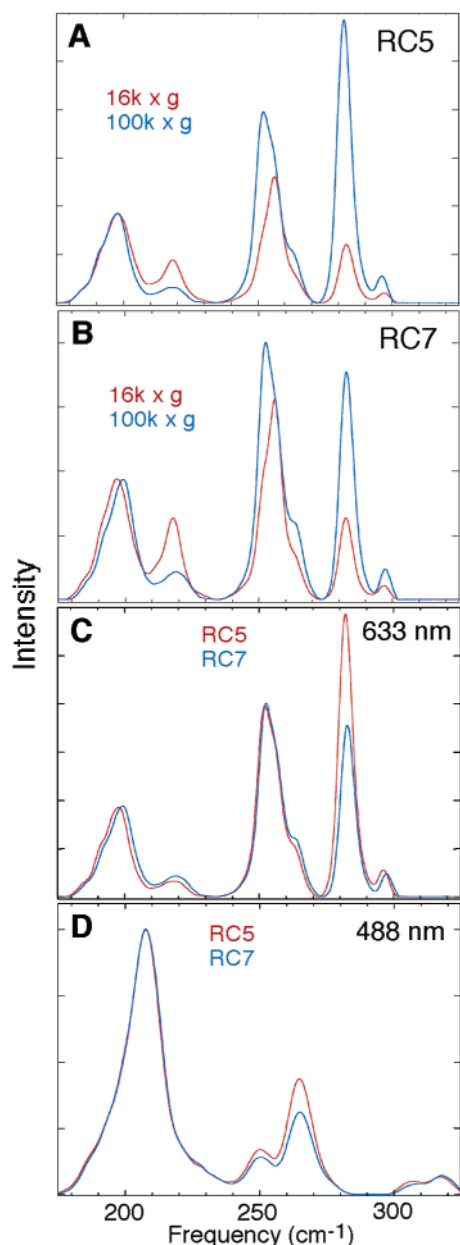 A
RC5
16k x g
100k x g
B
RC7
16k x g
100k x g
Intensity
C
RC5
RC7
633 nm
D
RC5
RC7
488 nm
200
250
300
Frequency (cm-1)